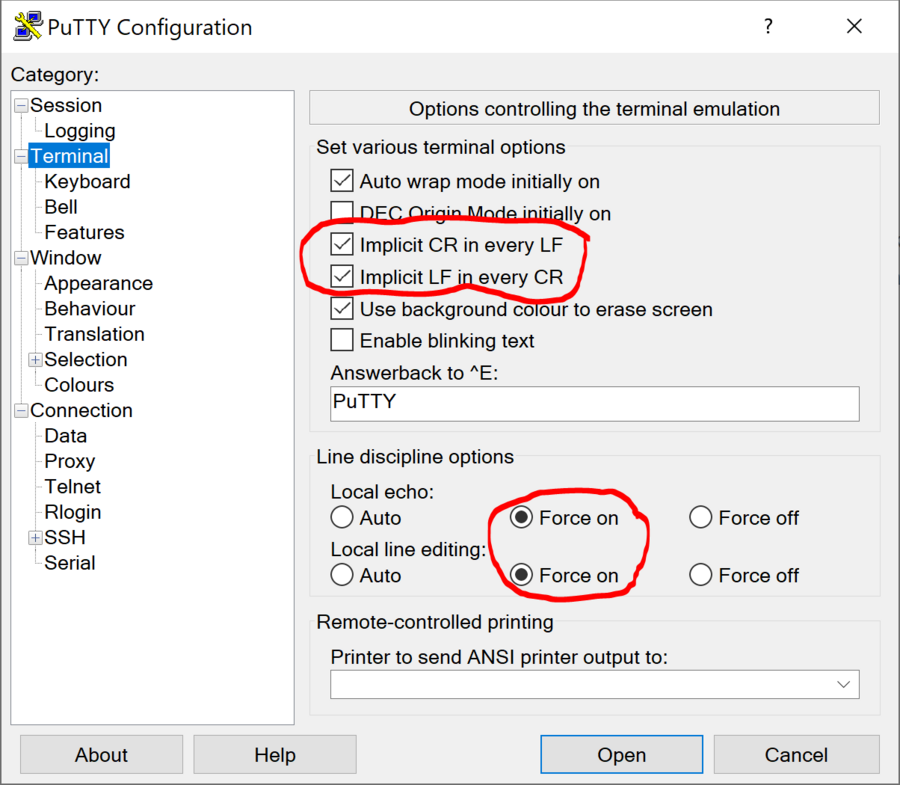 PuTTY Configuration
?
Category:
Session
Logging
Terminal
Keyboard
Bell
Features
Window
Appearance
Behaviour
Translation
Selection
Colours
Connection
Data
Proxy
Telnet
Rlogin
SSH
Serial
Options controlling the terminal emulation
Set various terminal options
Auto wrap mode initially on
DEC Origin Mode initially on
Implicit CR in every LF
Implicit LF in every CR
Use background colour to erase screen
Enable blinking text
Answerback to ^E:
PuTTY
Line discipline options
Local echo:
Auto Force on Force off
Local line editing:
Auto Force on Force off
Remote-controlled printing
Printer to send ANSI printer output to:
About Help Open Cancel